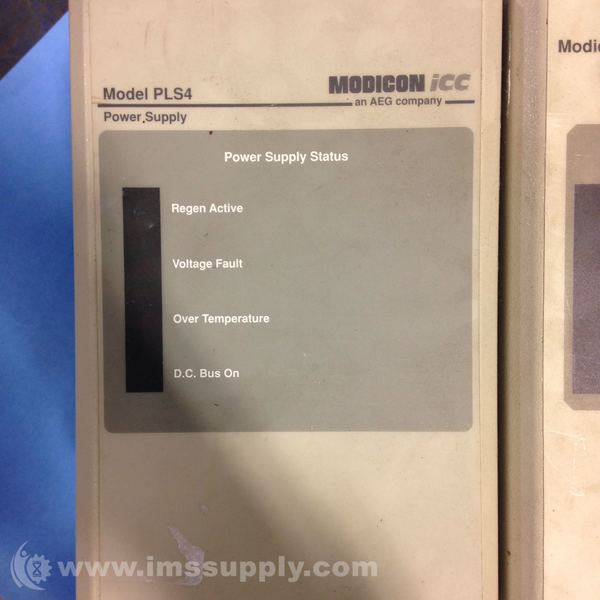 MODICON icc
Model PLS4
an AEG company
Power Supply
Power Supply Status
Regen Active
Voltage Fault
Over Temperature
D.C. Bus On
www.imssupply.com